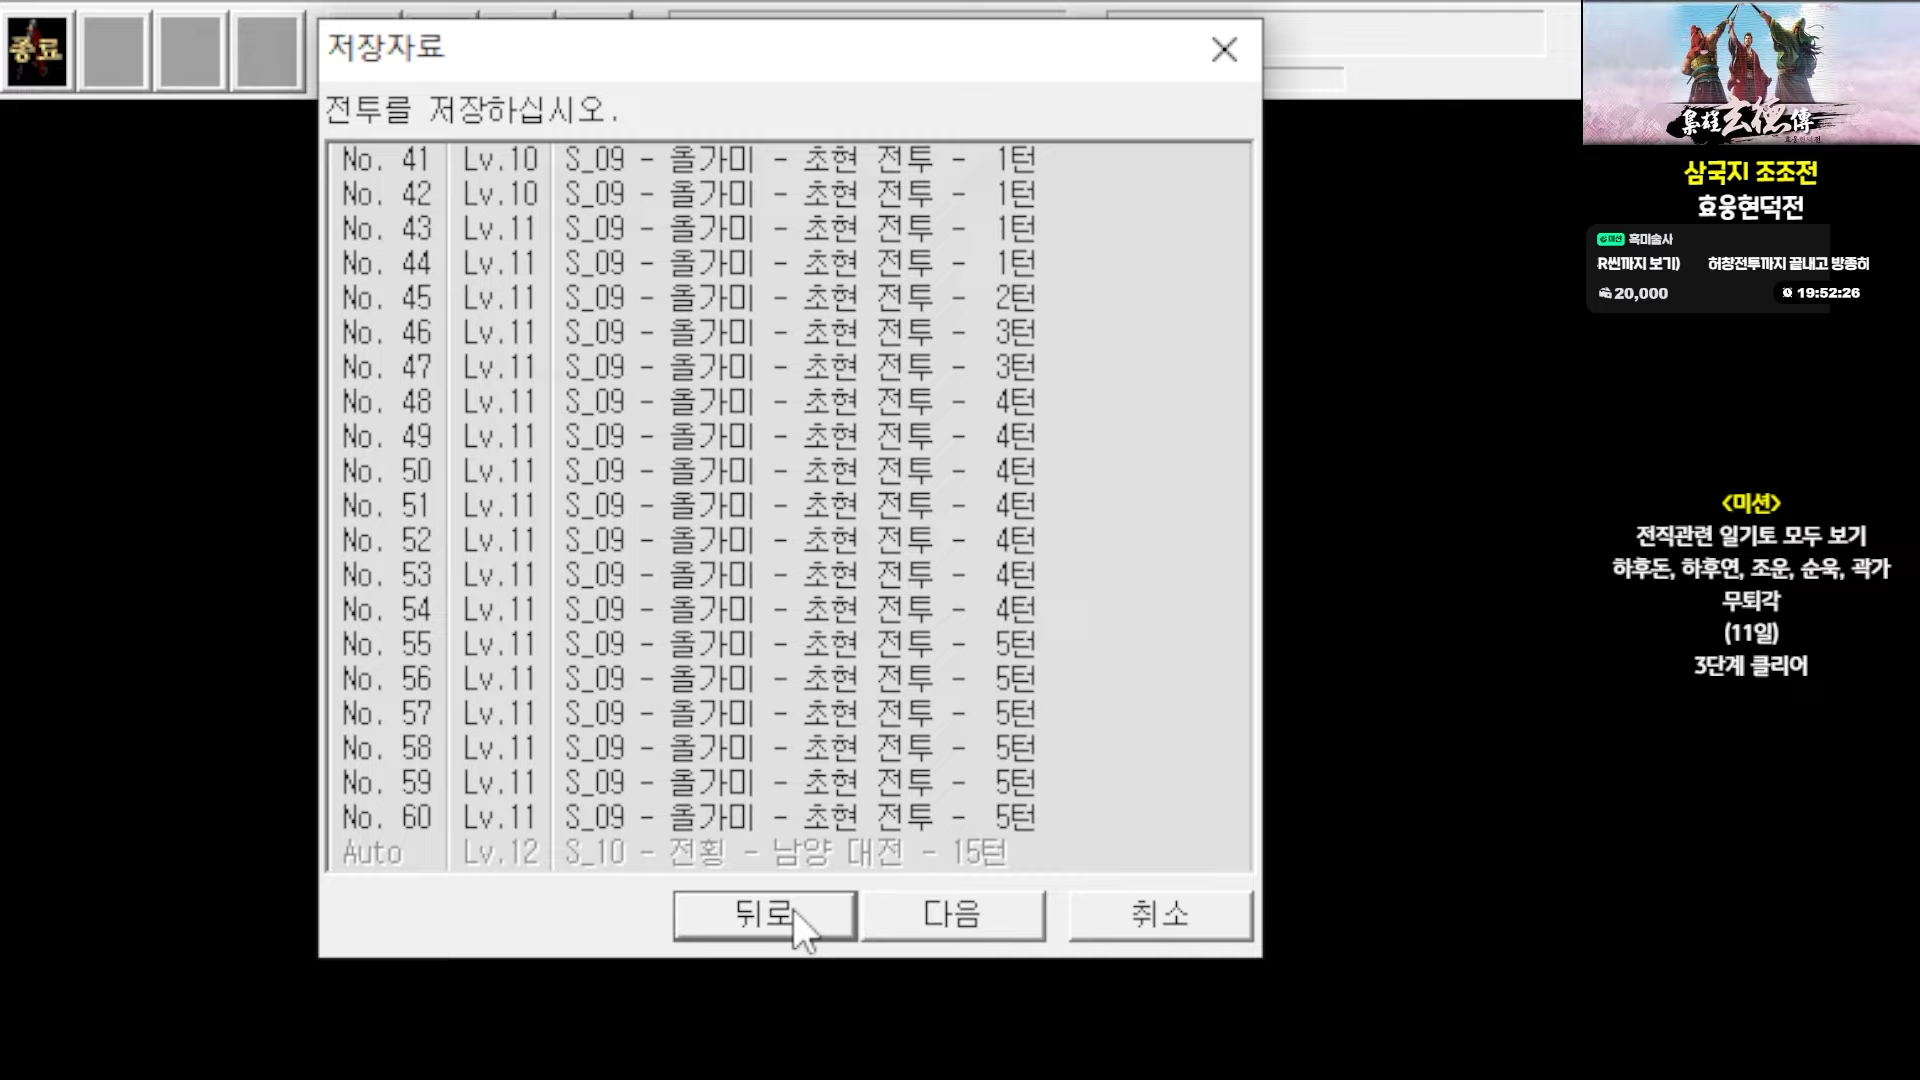 종료
저장자료
전투를 저장하십시오.
No. 41 Lv.10 S_09 - 올가미 - 초현 전투 - 1턴
No. 42 Lv.10 S_09 - 올가미 - 초현 전투 - 1턴
No. 43 Lv.11 S_09 - 올가미 - 초현 전투 - 1턴
No. 44 Lv.11 S_09 - 올가미 - 초현 전투 - 1턴
No. 45 Lv.11 S_09 - 올가미 - 초현 전투 - 2턴
No. 46 Lv.11 S_09 - 올가미 - 초현 전투 - 3턴
No. 47 Lv.11 S_09 - 올가미 - 초현 전투 - 3턴
No. 48 Lv.11 S_09 - 올가미 - 초현 전투 - 4턴
No. 49 Lv.11 S_09 - 올가미 - 초현 전투 - 4턴
No. 50 Lv.11 S_09 - 올가미 - 초현 전투 - 4턴
No. 51 Lv.11 S_09 - 올가미 - 초현 전투 - 4턴
No. 52 Lv.11 S_09 - 올가미 - 초현 전투 - 4턴
No. 53 Lv.11 S_09 - 올가미 - 초현 전투 - 4턴
No. 54 Lv.11 S_09 - 올가미 - 초현 전투 - 4턴
No. 55 Lv.11 S_09 - 올가미 - 초현 전투 - 5턴
No. 56 Lv.11 S_09 - 올가미 - 초현 전투 - 5턴
No. 57 Lv.11 S_09 - 올가미 - 초현 전투 - 5턴
No. 58 Lv.11 S_09 - 올가미 - 초현 전투 - 5턴
No. 59 Lv.11 S_09 - 올가미 - 초현 전투 - 5턴
No. 60 Lv.11 S_09 - 올가미 - 초현 전투 - 5턴
Auto Lv.12 S_10 - 전횡 - 남양 대전 - 15턴
뒤로 다음 취소
梟雄玄德傳
삼국지 조조전
효웅현덕전
미션 흑미술사
R씬까지 보기) 허창전투까지 끝내고 방종히
20,000 19:52:26
<미션>
전직관련 일기토 모두 보기
하후돈, 하후연, 조운, 순욱, 곽가
무퇴각
(11일)
3단계 클리어